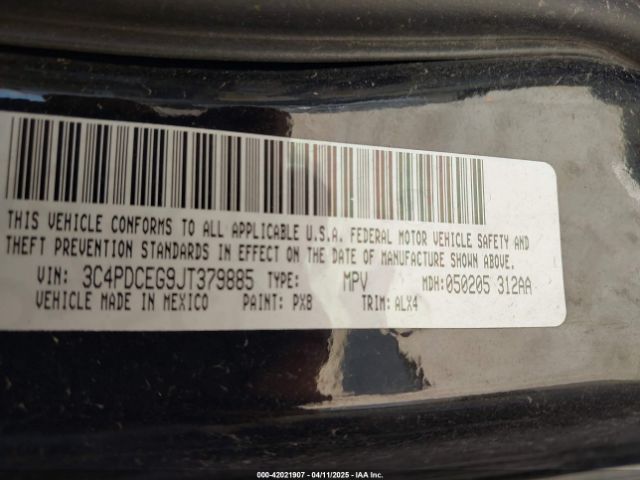 THIS VEHICLE CONFORMS TO ALL APPLICABLE U.S.A. FEDERAL MOTOR VEHICLE SAFETY AND
THEFT PREVENTION STANDARDS IN EFFECT ON THE DATE OF MANUFACTURE SHOWN ABOVE.
VIN: 3C4PDCEG9JT379885 TYPE: MPV MDH: 050205 312AA
VEHICLE MADE IN MEXICO PAINT: PX8 TRIM: ALX4
000-42021907 - 04/11/2025 - IAA Inc.